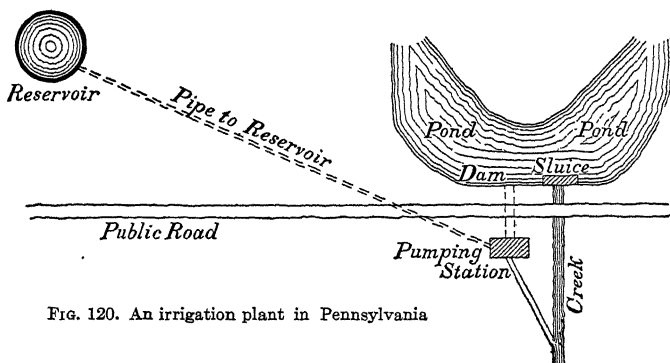 Reservoir
Pipe to Reservoir
Pond
Pond
Dam
Sluice
Public Road
Pumping
Station
Creek
FIG. 120. An irrigation plant in Pennsylvania